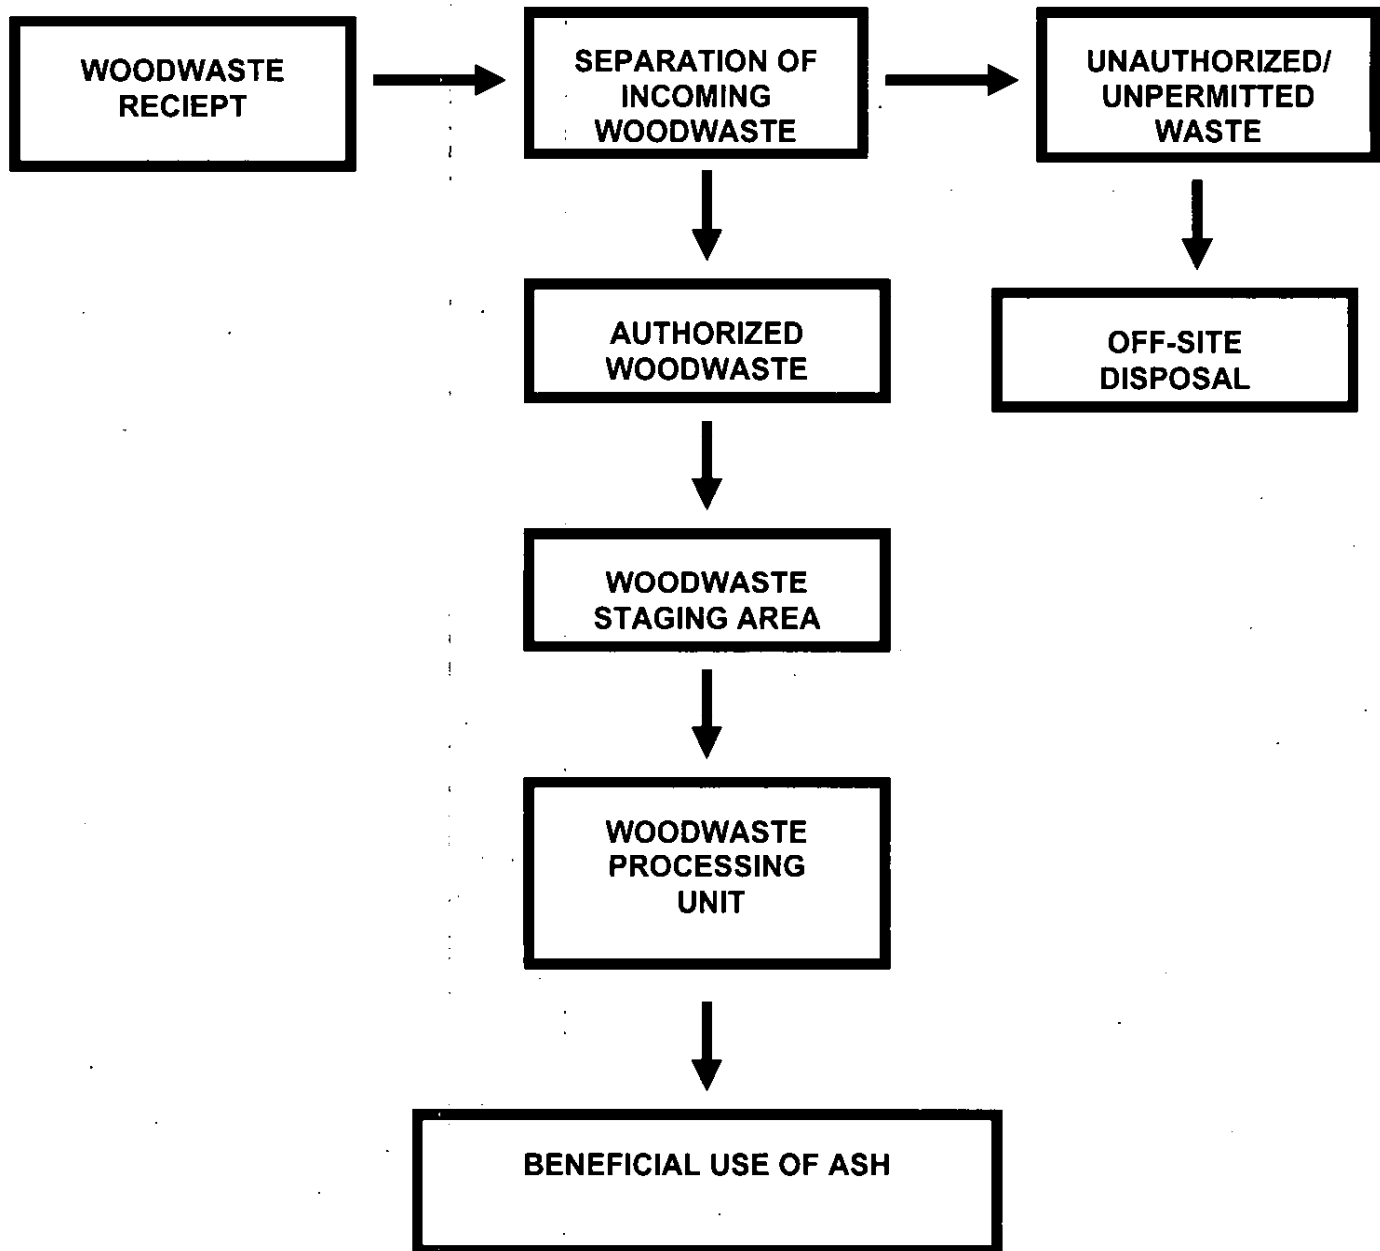 WOODWASTE
RECIEPT
SEPARATION OF
INCOMING
WOODWASTE
UNAUTHORIZED/
UNPERMITTED
WASTE
AUTHORIZED
WOODWASTE
OFF-SITE
DISPOSAL
WOODWASTE
STAGING AREA
WOODWASTE
PROCESSING
UNIT
BENEFICIAL USE OF ASH